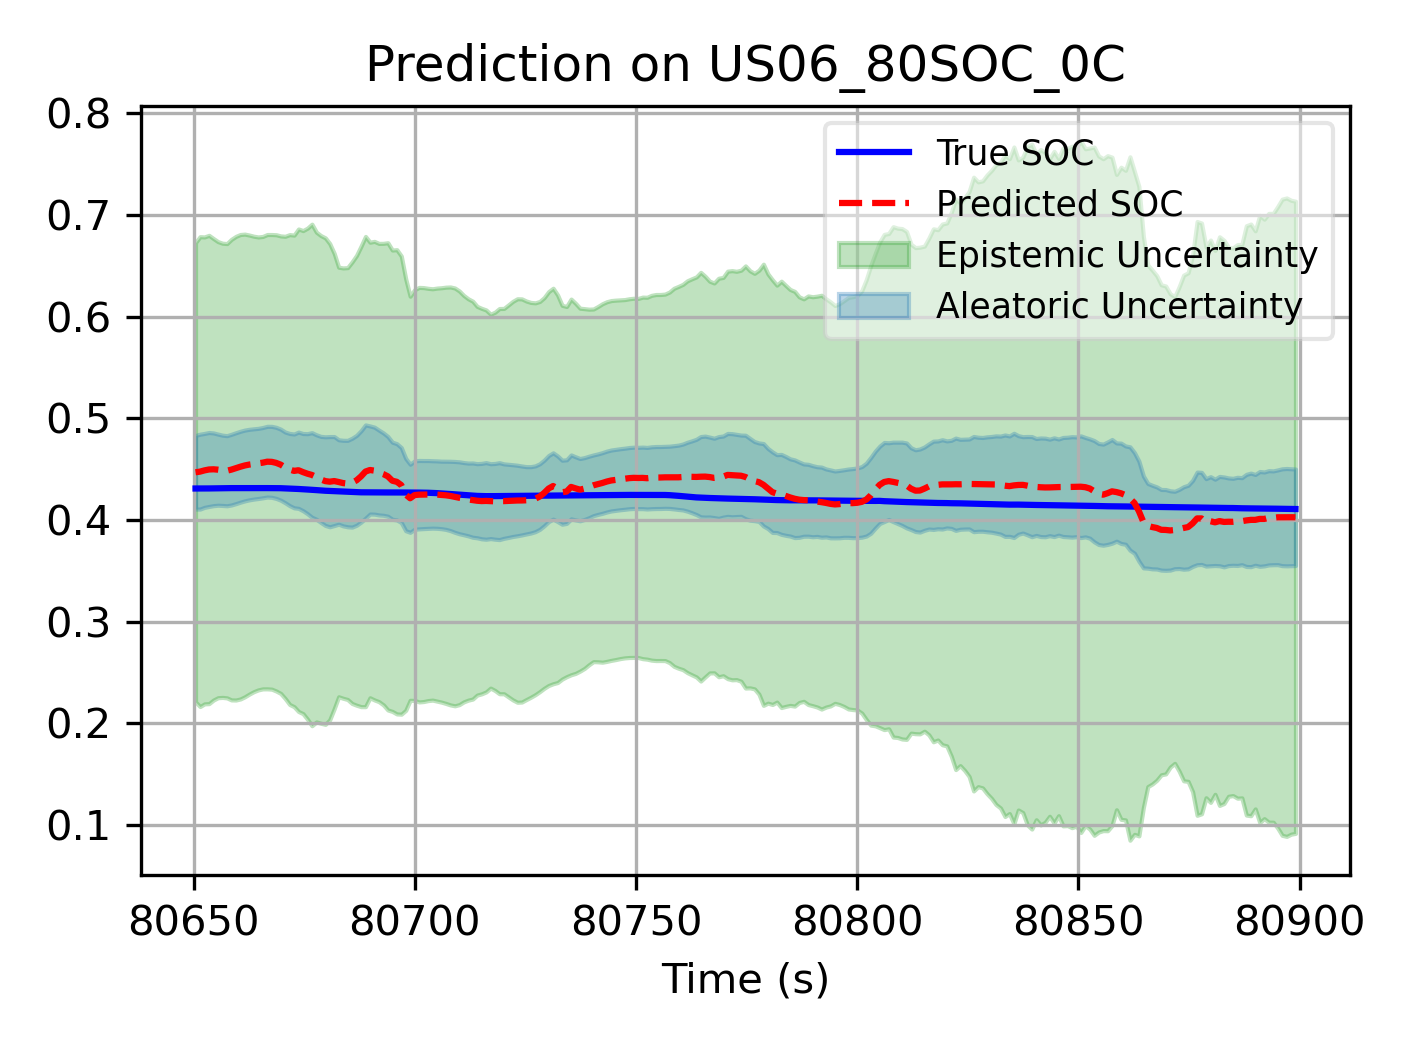 Prediction on US06_80SOC_0C
0.8
0.7
0.6
0.5
0.4
0.3
0.2
0.1
True SOC
Predicted SOC
Epistemic Uncertainty
Aleatoric Uncertainty
80650 80700 80750 80800 80850 80900
Time (s)